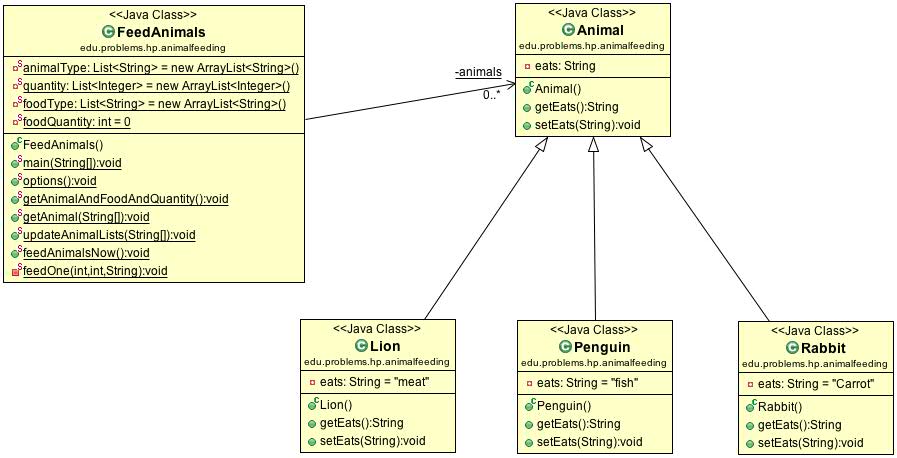 <<Java Class>>
FeedAnimals
edu.problems.hp.animalfeeding
animalType: List<String> = new ArrayList<String>()
quantity: List<Integer> = new ArrayList<Integer>()
foodType: List<String> = new ArrayList<String>()
foodQuantity: int = 0
FeedAnimals()
main(String[]):void
options():void
getAnimalAndFoodAndQuantity():void
getAnimal(String[]):void
updateAnimalLists(String[]):void
feedAnimalsNow():void
feedOne(int,int,String):void
-animals
0..*
<<Java Class>>
Animal
edu.problems.hp.animalfeeding
eats: String
Animal()
getEats():String
setEats(String):void
<<Java Class>>
Lion
edu.problems.hp.animalfeeding
eats: String = "meat"
Lion()
getEats():String
setEats(String):void
<<Java Class>>
Penguin
edu.problems.hp.animalfeeding
eats: String = "fish"
Penguin()
getEats():String
setEats(String):void
<<Java Class>>
Rabbit
edu.problems.hp.animalfeeding
eats: String = "Carrot"
Rabbit()
getEats():String
setEats(String):void